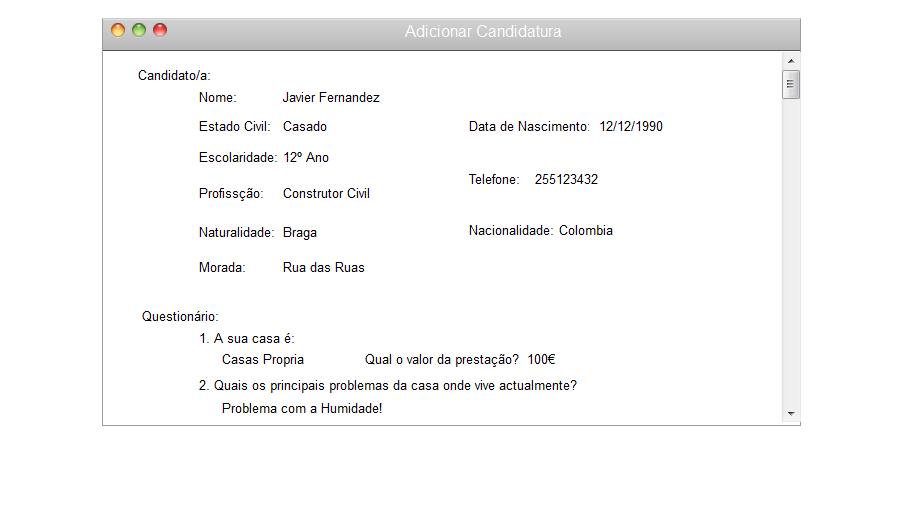 Adicionar Candidatura
Candidato/a:
Nome: Javier Fernandez
Estado Civil: Casado Data de Nascimento: 12/12/1990
Escolaridade: 12º Ano
Telefone: 255123432
Profissção: Construtor Civil
Naturalidade: Braga Nacionalidade: Colombia
Morada: Rua das Ruas
Questionário:
1. A sua casa é:
Casas Propria Qual o valor da prestação? 100€
2. Quais os principais problemas da casa onde vive actualmente?
Problema com a Humidade!